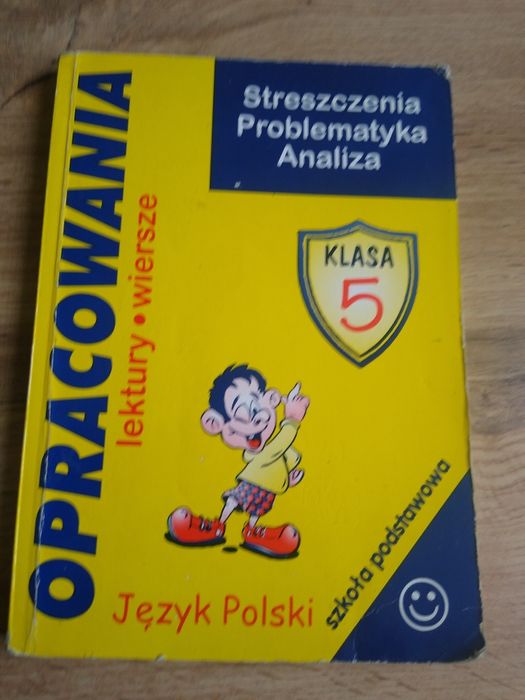 OPRACOWANIA
lektury • wiersze
Streszczenia
Problematyka
Analiza
KLASA
5
Język Polski
szkoła podstawowa